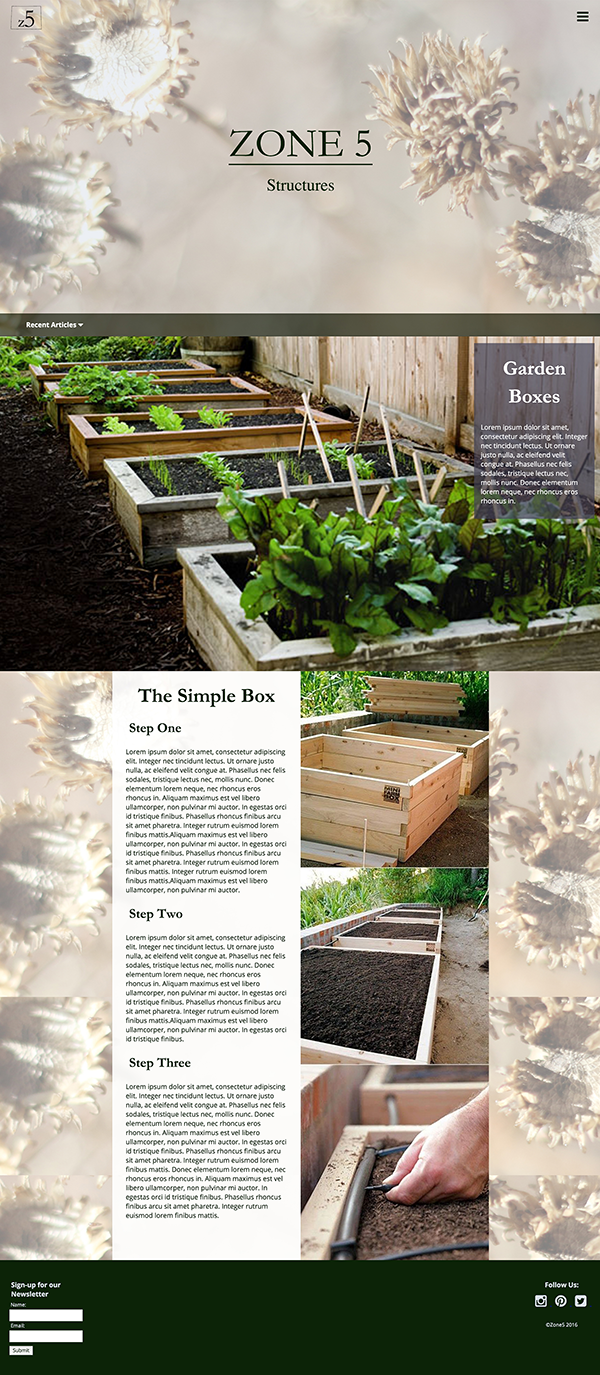 z5
ZONE 5
Structures
Recent Articles
Garden
Boxes
Lorem ipsum dolor sit amet,
consectetur adipiscing elit. Integer
nec tincidunt lectus. Ut ornare
justo nulla, ac eleifend velit
congue at. Phasellus nec felis
sodales, tristique lectus nec,
mollis nunc. Donec elementum
lorem neque, nec rhoncus eros
rhoncus in.
The Simple Box
Step One
Lorem ipsum dolor sit amet, consectetur adipiscing
elit. Integer nec tincidunt lectus. Ut ornare justo
nulla, ac eleifend velit congue at. Phasellus nec felis
sodales, tristique lectus nec, mollis nunc. Donec
elementum lorem neque, nec rhoncus eros
rhoncus in. Aliquam maximus est vel libero
ullamcorper, non pulvinar mi auctor. In egestas orci
id tristique finibus. Phasellus rhoncus finibus arcu
sit amet pharetra. Integer rutrum euismod lorem
finibus mattis.Aliquam maximus est vel libero
ullamcorper, non pulvinar mi auctor. In egestas orci
id tristique finibus. Phasellus rhoncus finibus arcu
sit amet pharetra. Integer rutrum euismod lorem
finibus mattis. Integer rutrum euismod lorem
finibus mattis.Aliquam maximus est vel libero
ullamcorper, non pulvinar mi auctor.
Step Two
Lorem ipsum dolor sit amet, consectetur adipiscing
elit. Integer nec tincidunt lectus. Ut ornare justo
nulla, ac eleifend velit congue at. Phasellus nec felis
sodales, tristique lectus nec, mollis nunc. Donec
elementum lorem neque, nec rhoncus eros
rhoncus in. Aliquam maximus est vel libero
ullamcorper, non pulvinar mi auctor. In egestas orci
id tristique finibus. Phasellus rhoncus finibus arcu
sit amet pharetra. Integer rutrum euismod lorem
finibus mattis.Aliquam maximus est vel libero
ullamcorper, non pulvinar mi auctor. In egestas orci
id tristique finibus.
Step Three
Lorem ipsum dolor sit amet, consectetur adipiscing
elit. Integer nec tincidunt lectus. Ut ornare justo
nulla, ac eleifend velit congue at. Phasellus nec felis
sodales, tristique lectus nec, mollis nunc. Donec
elementum lorem neque, nec rhoncus eros
rhoncus in. Aliquam maximus est vel libero
ullamcorper, non pulvinar mi auctor. In egestas orci
id tristique finibus. Phasellus rhoncus finibus arcu
sit amet pharetra. Integer rutrum euismod lorem
finibus mattis. Donec elementum lorem neque, nec
rhoncus eros rhoncus in. Aliquam maximus est vel
libero ullamcorper, non pulvinar mi auctor. In
egestas orci id tristique finibus. Phasellus rhoncus
finibus arcu sit amet pharetra. Integer rutrum
euismod lorem finibus mattis.
MINI
FARM
BOX
Sign-up for our
Newsletter
Name:
Email:
Submit
Follow Us:
©Zone5 2016